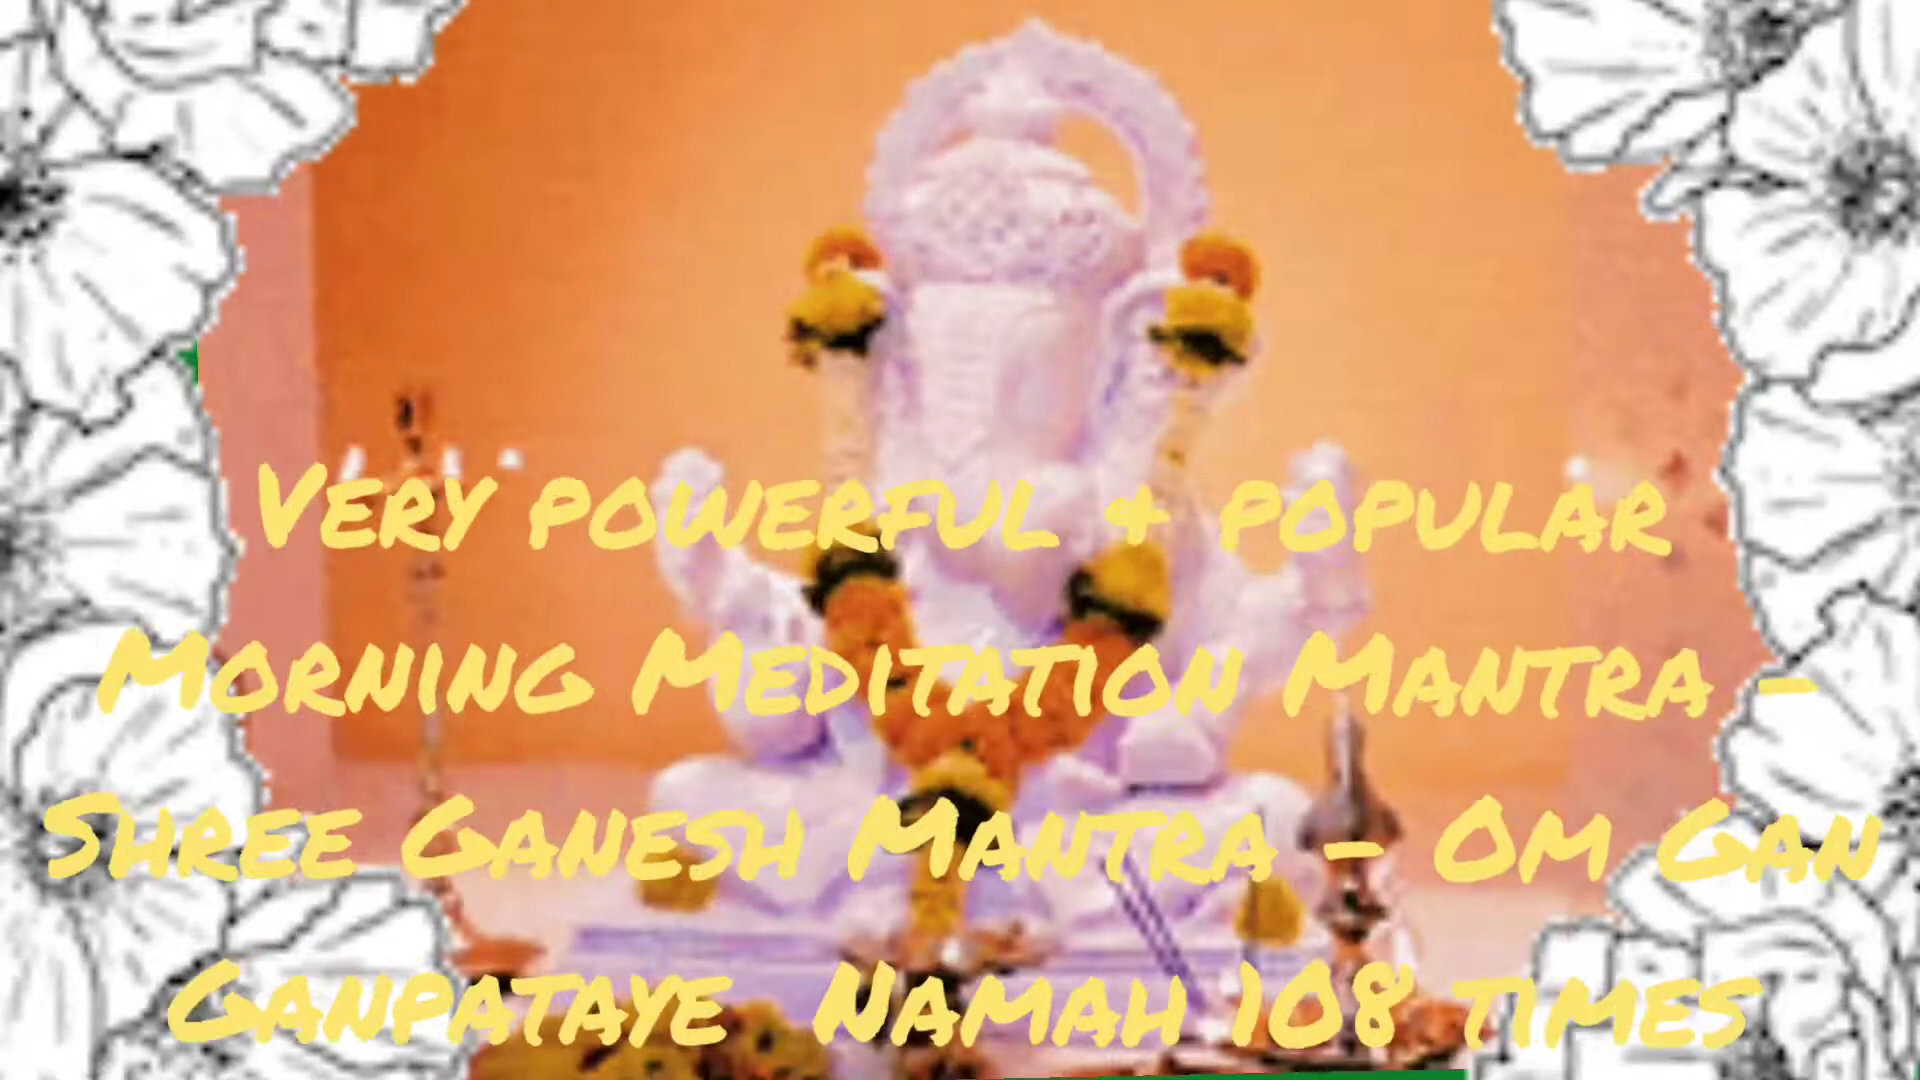 Very powerful & popular
Morning Meditation Mantra -
Shree Ganesh Mantra - Om Gan
Ganpataye Namah 108 times